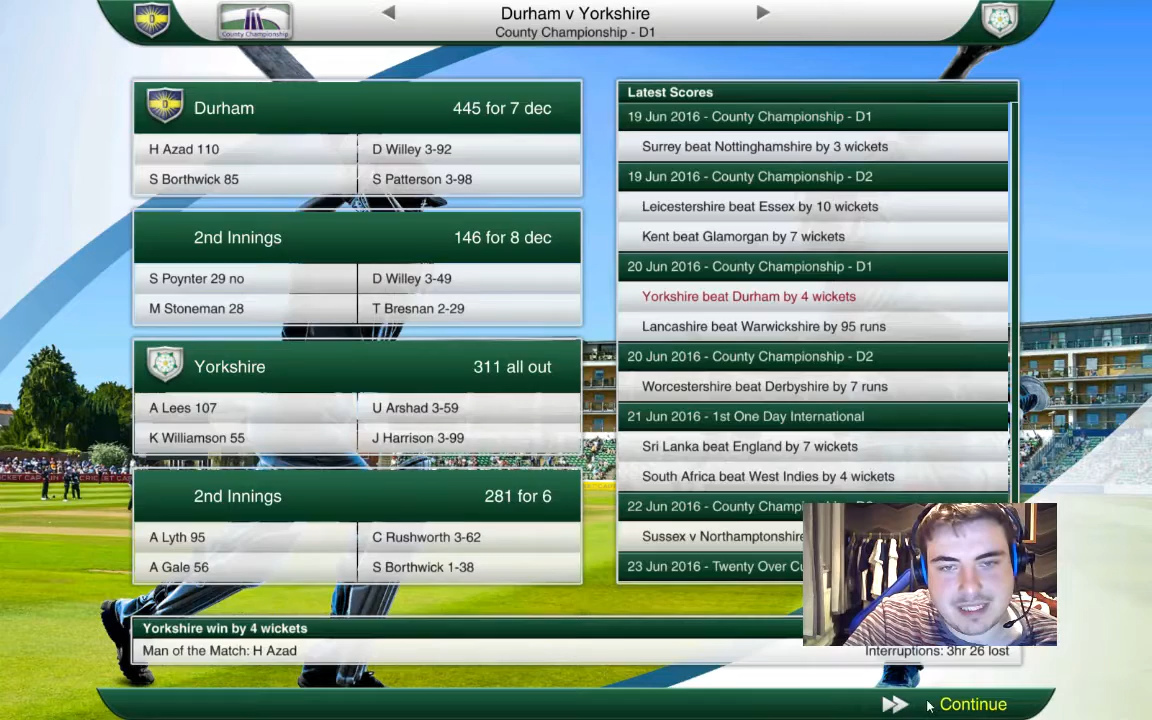 Durham v Yorkshire
County Championship - D1
County Championship
Durham 445 for 7 dec
H Azad 110 D Willey 3-92
S Borthwick 85 S Patterson 3-98
2nd Innings 146 for 8 dec
S Poynter 29 no D Willey 3-49
M Stoneman 28 T Bresnan 2-29
Yorkshire 311 all out
A Lees 107 U Arshad 3-59
K Williamson 55 J Harrison 3-99
2nd Innings 281 for 6
A Lyth 95 C Rushworth 3-62
A Gale 56 S Borthwick 1-38
Latest Scores
19 Jun 2016 - County Championship - D1
Surrey beat Nottinghamshire by 3 wickets
19 Jun 2016 - County Championship - D2
Leicestershire beat Essex by 10 wickets
Kent beat Glamorgan by 7 wickets
20 Jun 2016 - County Championship - D1
Yorkshire beat Durham by 4 wickets
Lancashire beat Warwickshire by 95 runs
20 Jun 2016 - County Championship - D2
Worcestershire beat Derbyshire by 7 runs
21 Jun 2016 - 1st One Day International
Sri Lanka beat England by 7 wickets
South Africa beat West Indies by 4 wickets
22 Jun 2016 - County
Sussex v Northamptonshire
23 Jun 2016 - Twenty Over
Yorkshire win by 4 wickets
Man of the Match: H Azad Interruptions: 3hr 26 lost
Continue